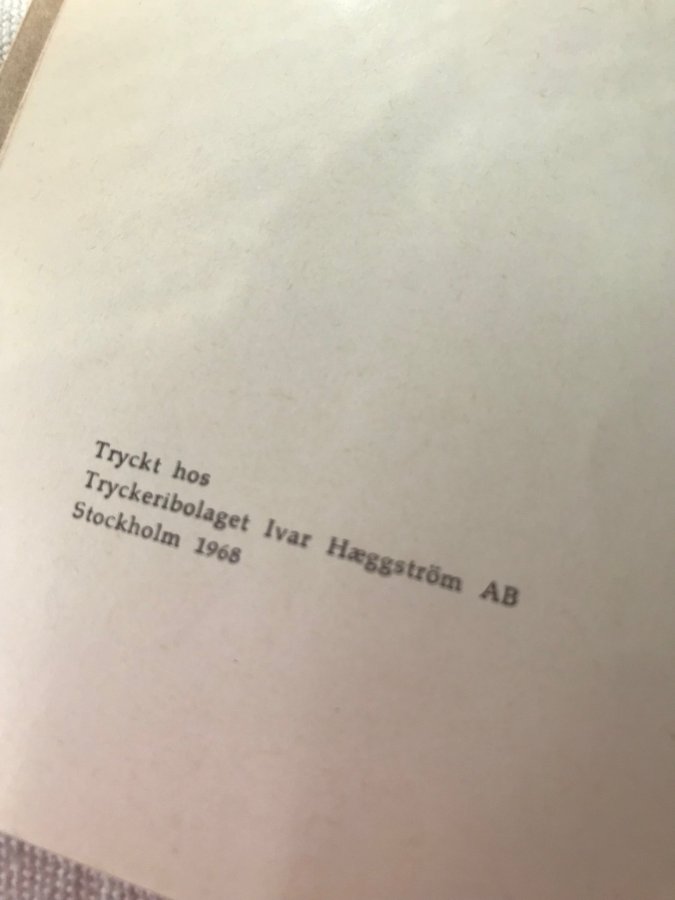 Tryckt hos
Tryckeribolaget Ivar Hæggström AB
Stockholm 1968